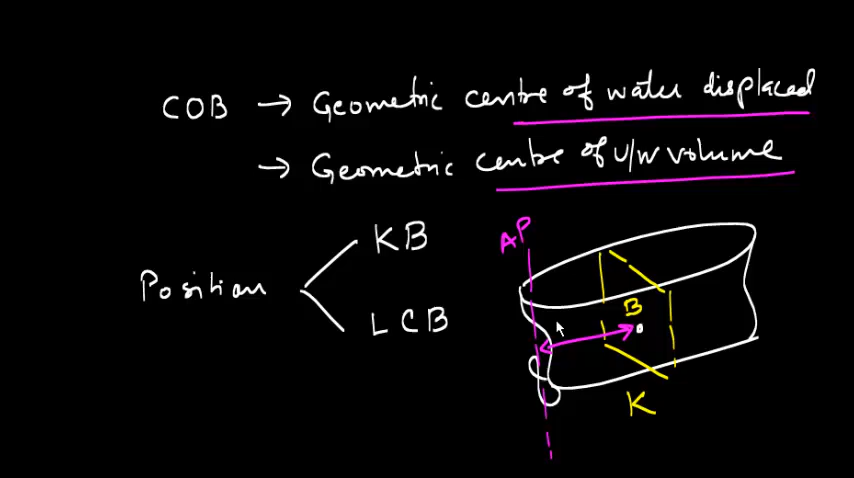 COB → Geometric centre of water displaced
→ Geometric centre of U/W volume
AP
KB
Position
LCB
B
K